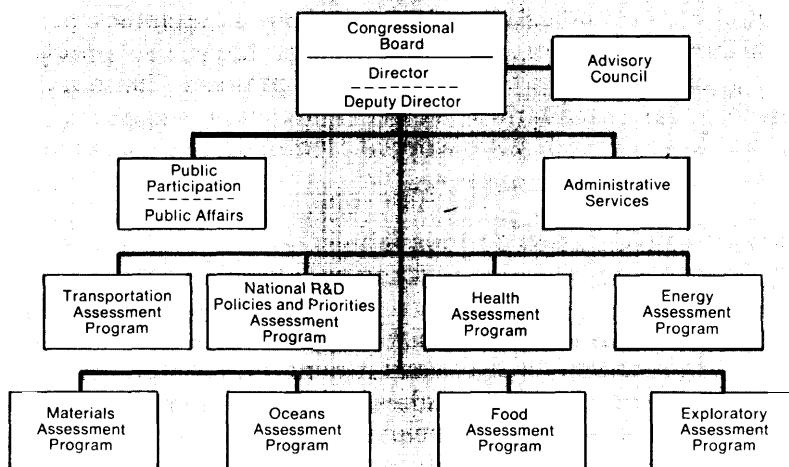 Congressional
Board
Director
Deputy Director
Advisory
Council
Public
Participation
Public Affairs
Administrative
Services
Transportation
Assessment
Program
National R&D
Policies and Priorities
Assessment
Program
Health
Assessment
Program
Energy
Assessment
Program
Materials
Assessment
Program
Oceans
Assessment
Program
Food
Assessment
Program
Exploratory
Assessment
Program